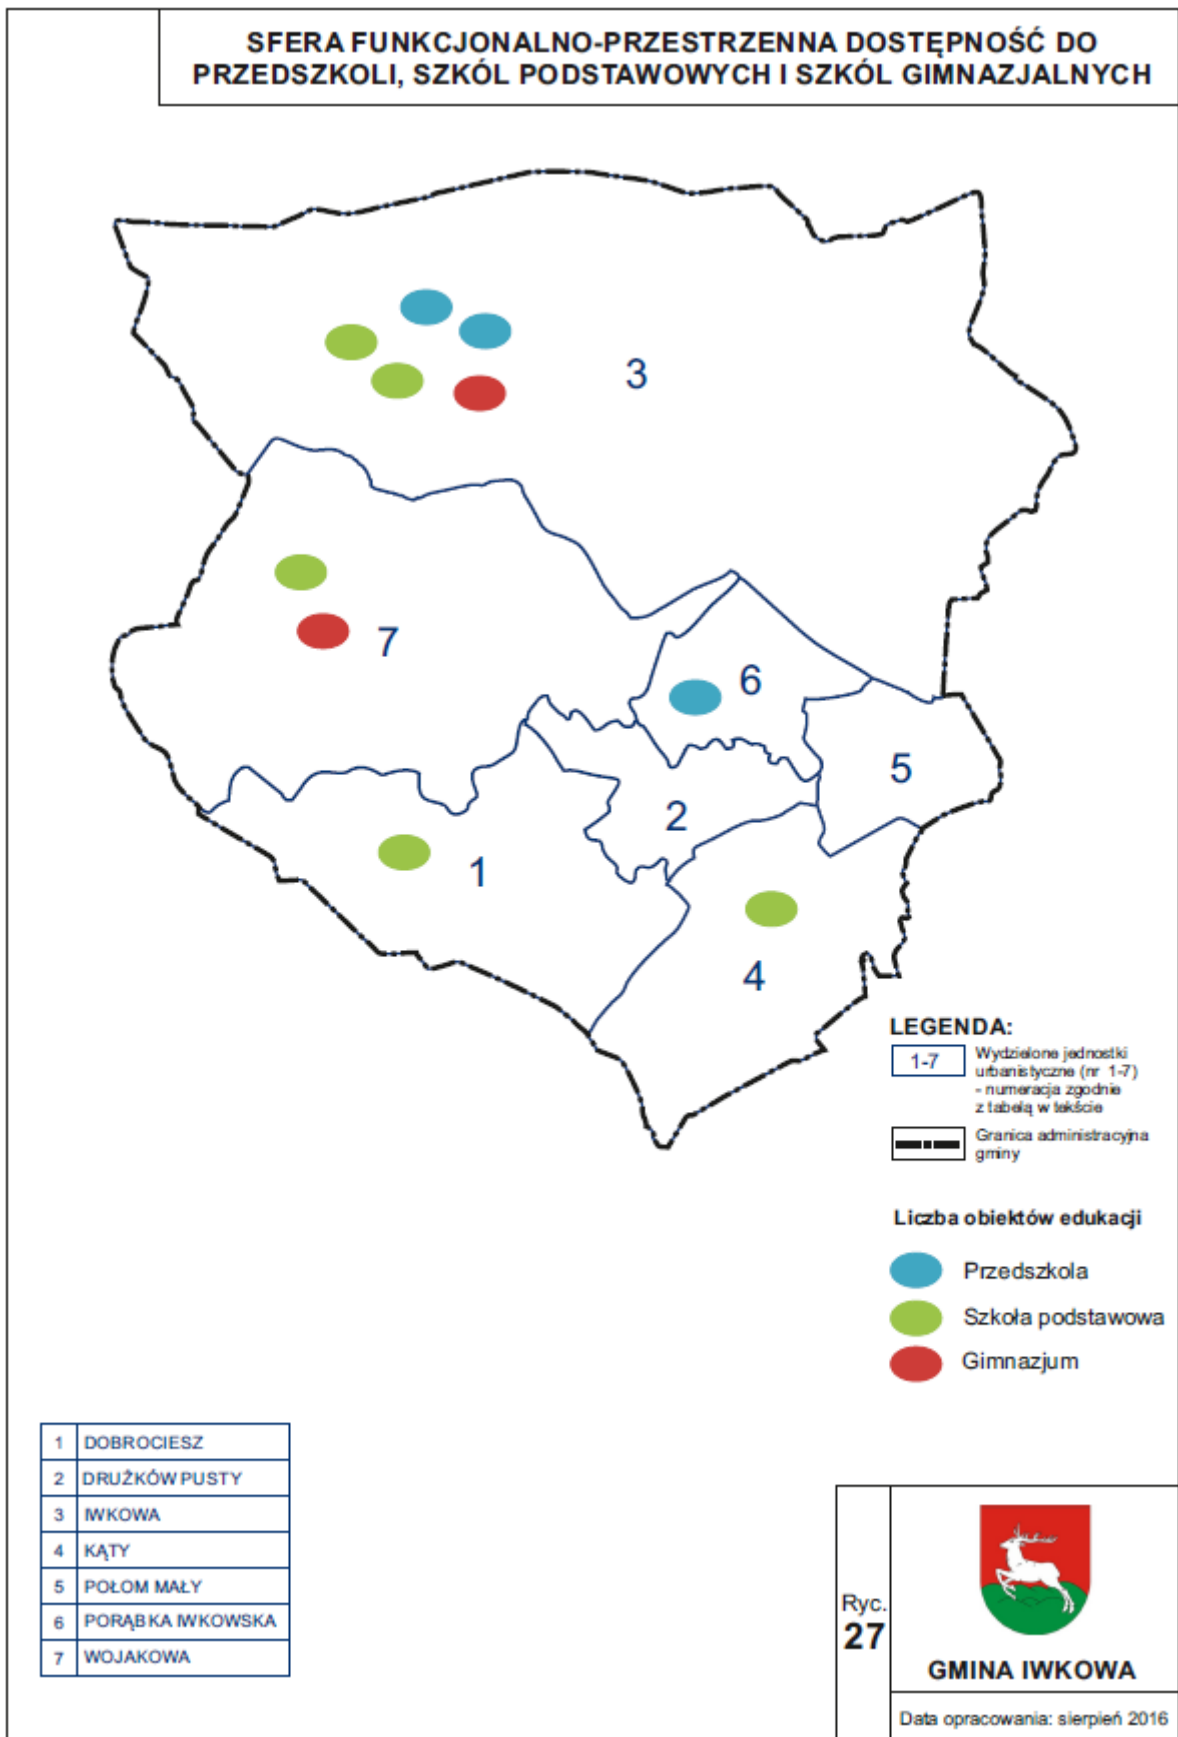 SFERA FUNKCJONALNO-PRZESTRZENNA DOSTĘPNOŚĆ DO
PRZEDSZKOLI, SZKÓL PODSTAWOWYCH I SZKÓL GIMNAZJALNYCH
3
7
6
5
2
1
4
LEGENDA:
1-7
Wydzielone jednostki
urbanistyczne (nr 1-7)
- numeracja zgodnie
z tabelą w tekście
Granica administracyjna
gminy
Liczba obiektów edukacji
Przedszkola
Szkoła podstawowa
Gimnazjum
1 DOBROCIESZ
2 DRUŻKÓW PUSTY
3 IWKOWA
4 KĄTY
5 POŁOM MAŁY
6 PORĄBKA IWKOWSKA
7 WOJAKOWA
Ryc.
27
GMINA IWKOWA
Data opracowania: sierpień 2016